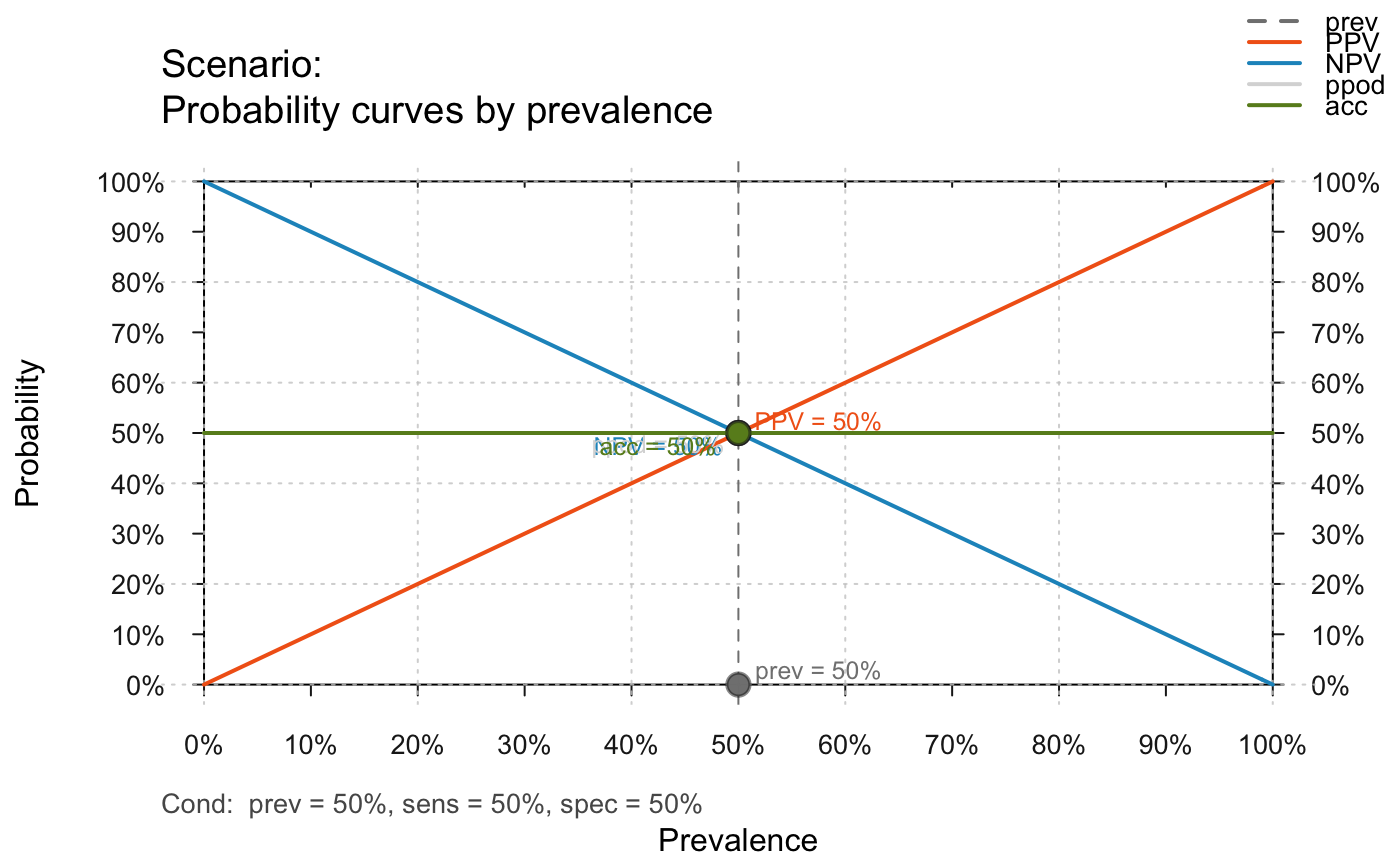 prev
PPV
NPV
ppod
acc
Scenario:
Probability curves by prevalence
100%
90%
80%
70%
60%
50%
40%
30%
20%
10%
0%
100%
90%
80%
70%
60%
50%
40%
30%
20%
10%
0%
Probability
PPV = 50%
acc = 50%
prev = 50%
0%
10%
20%
30%
40%
50%
60%
70%
80%
90%
100%
Cond:  prev = 50%, sens = 50%, spec = 50%
Prevalence